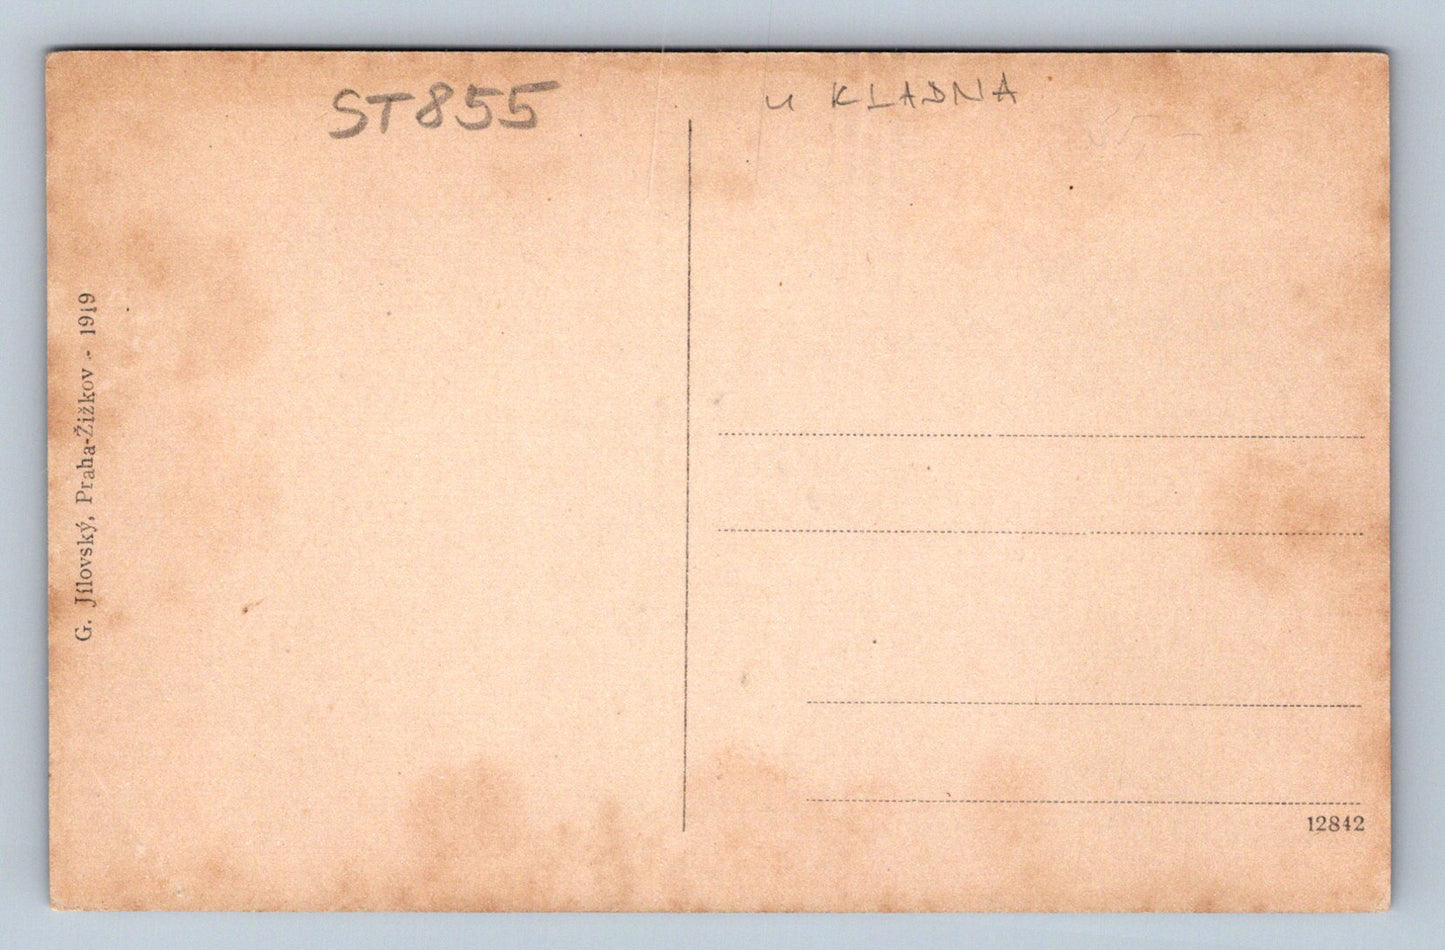 ST855
u KLADNA
G. Jílovský, Praha-Žižkov - 1919
12842